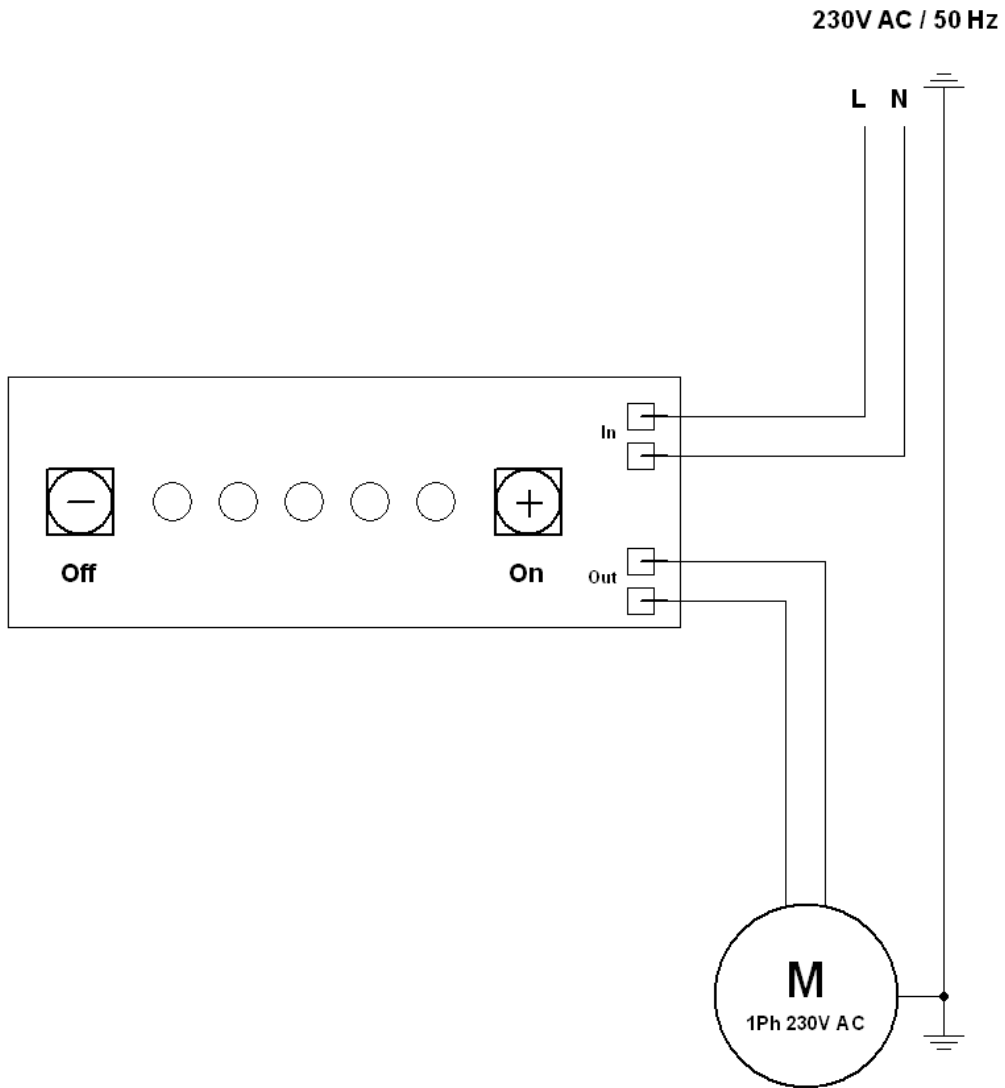 230V AC / 50 Hz
L N
In
− +
Off On
Out
M
1Ph 230V AC